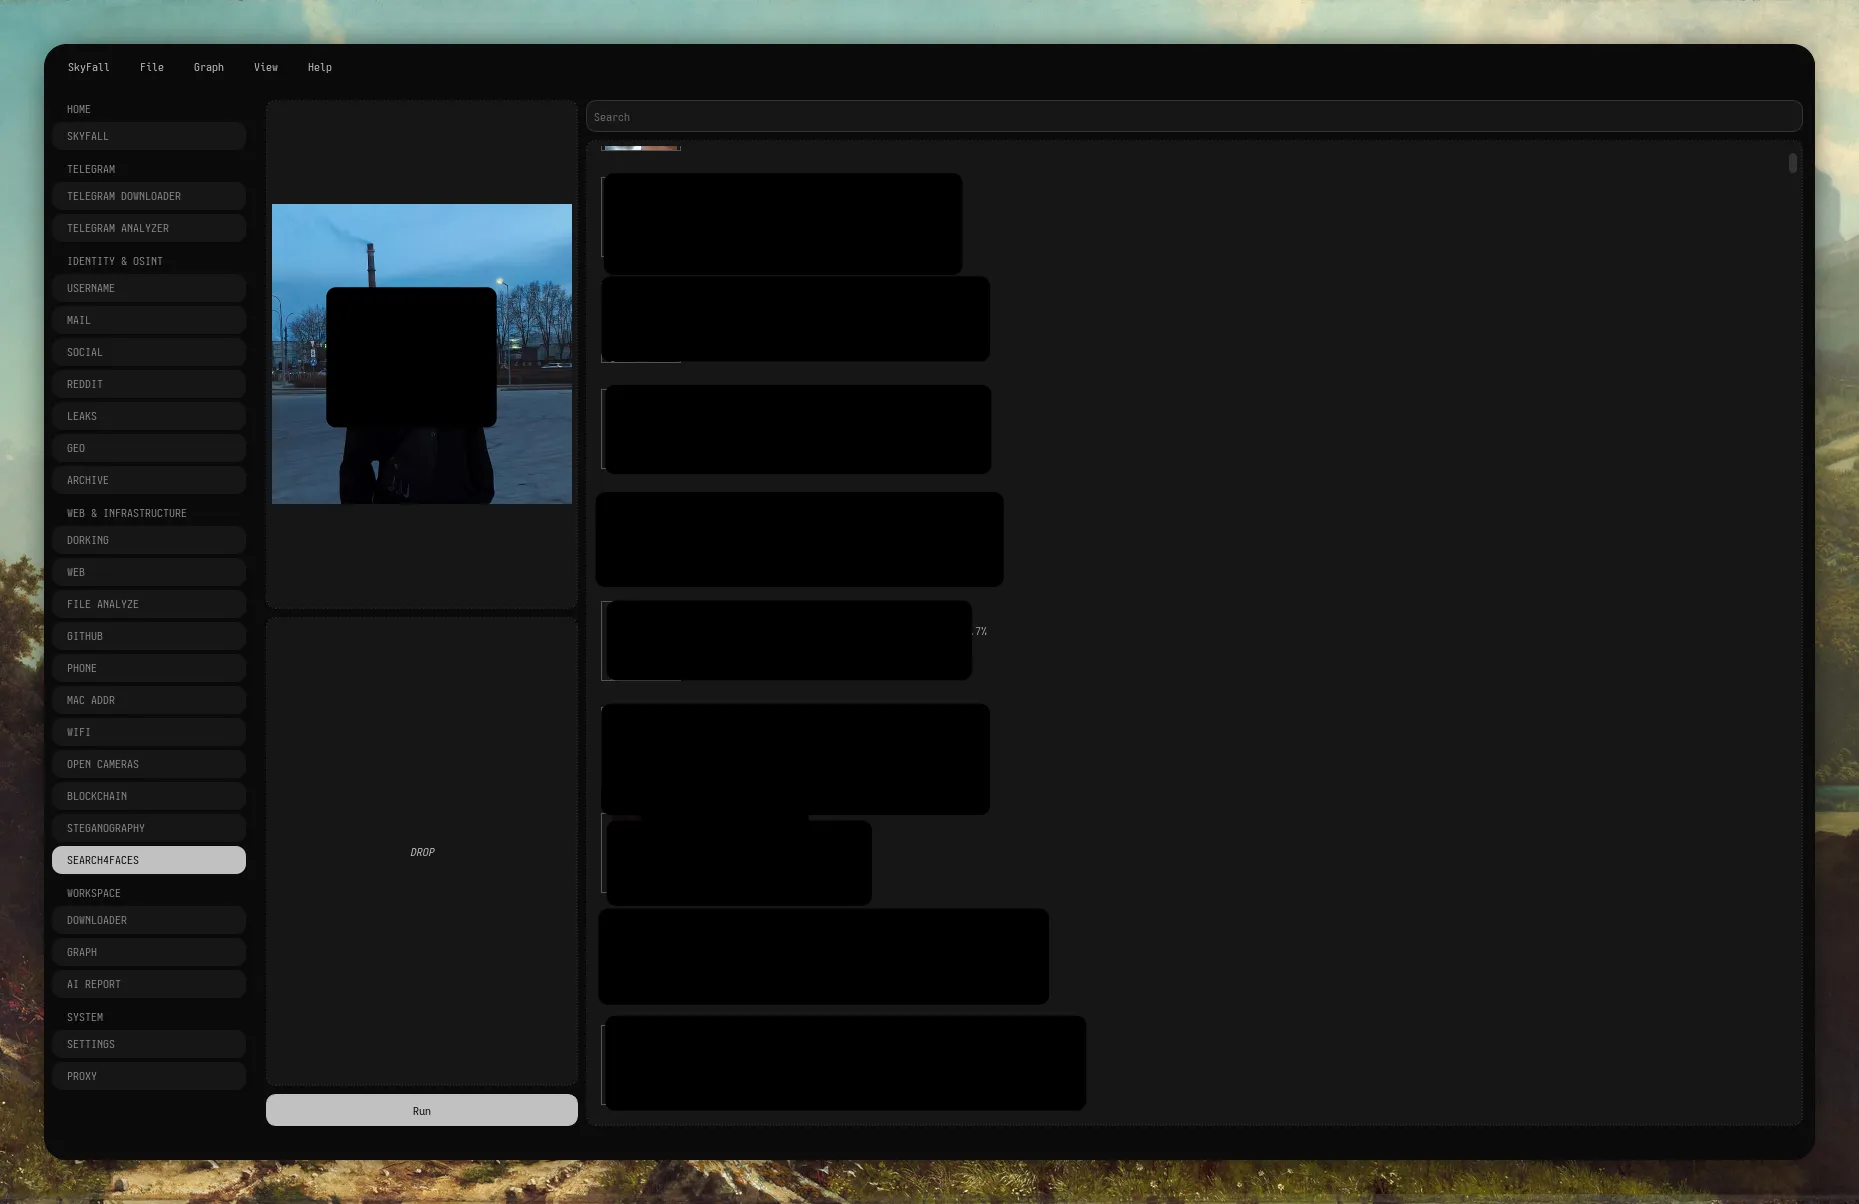 SkyFall File Graph View Help
HOME
SKYFALL
TELEGRAM
TELEGRAM DOWNLOADER
TELEGRAM ANALYZER
IDENTITY & OSINT
USERNAME
MAIL
SOCIAL
REDDIT
LEAKS
GEO
ARCHIVE
WEB & INFRASTRUCTURE
DORKING
WEB
FILE ANALYZE
GITHUB
PHONE
MAC ADDR
WIFI
OPEN CAMERAS
BLOCKCHAIN
STEGANOGRAPHY
SEARCH4FACES
WORKSPACE
DOWNLOADER
GRAPH
AI REPORT
SYSTEM
SETTINGS
PROXY
DROP
Run
Search
.7%